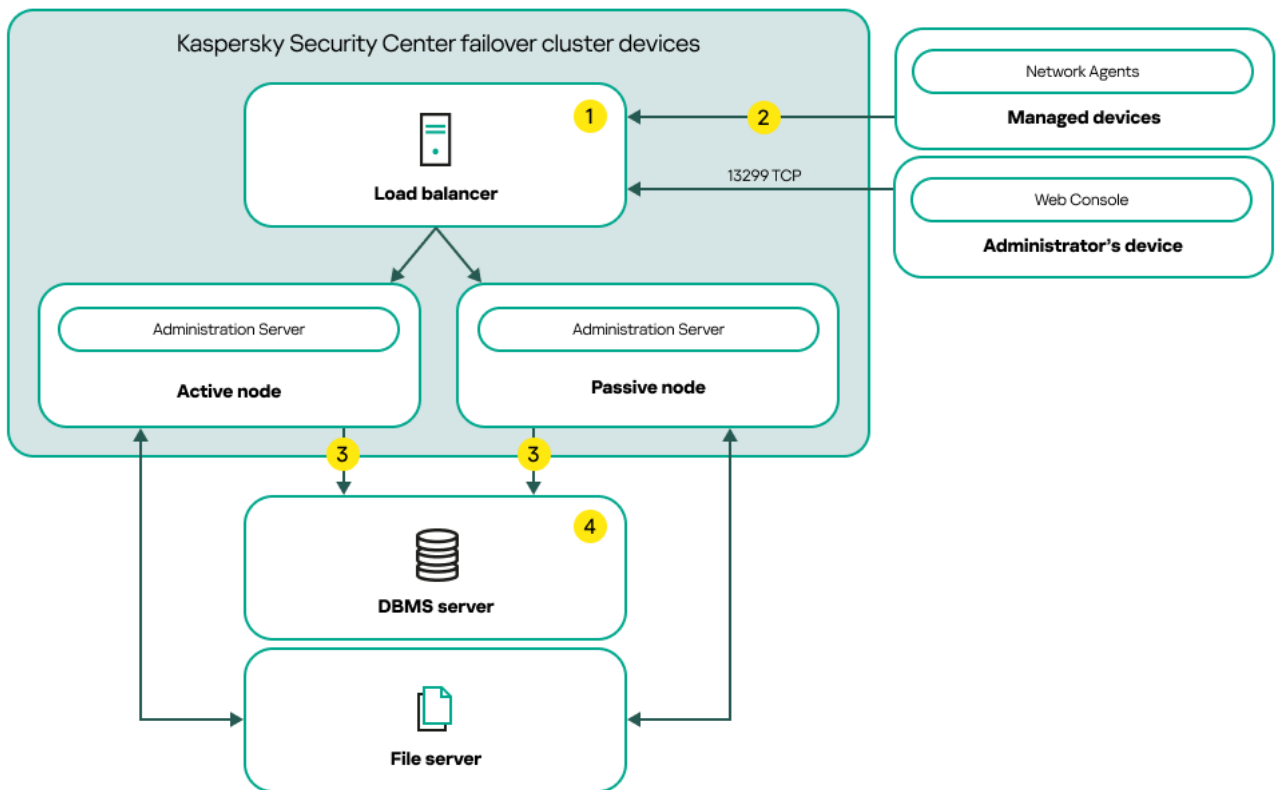 Kaspersky Security Center failover cluster devices
1
Load balancer
2
Network Agents
Managed devices
13299 TCP
Web Console
Administrator's device
Administration Server
Active node
Administration Server
Passive node
3
3
4
DBMS server
File server